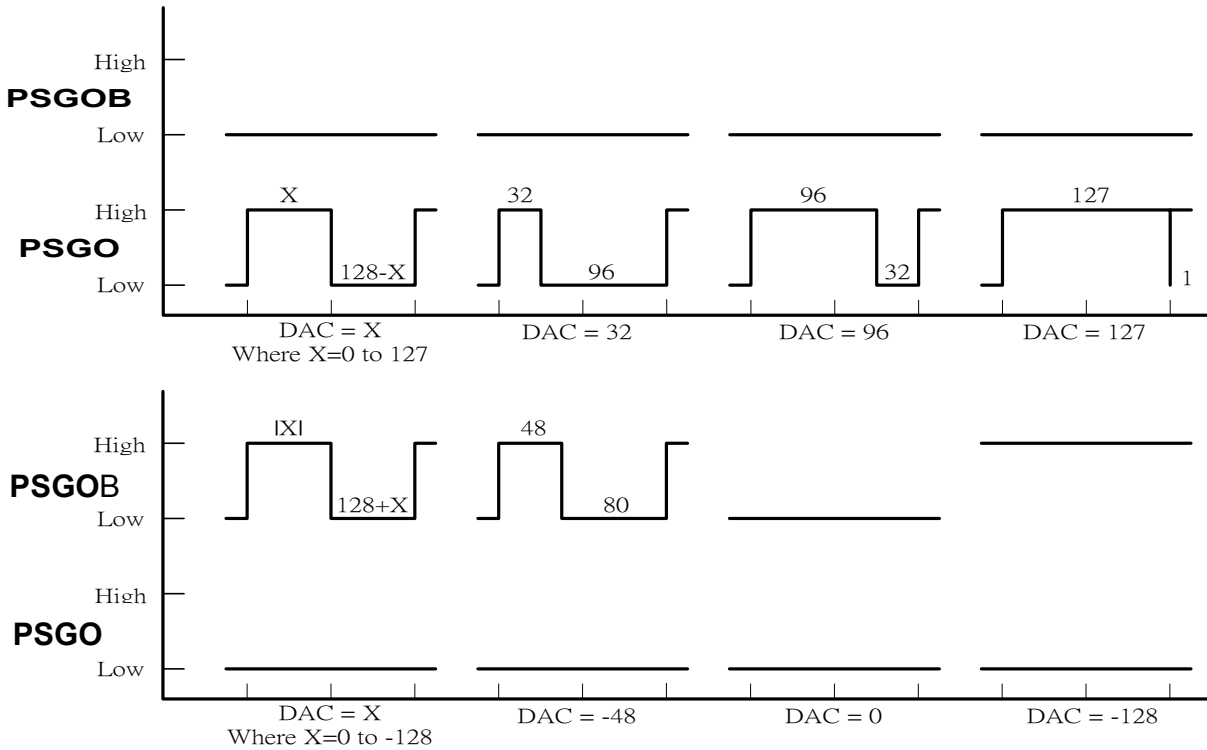 High
PSGOB
Low
X
32
96
127
High
PSGO
128-X
96
32
1
Low
DAC = X
Where X=0 to 127
DAC = 32
DAC = 96
DAC = 127
|X|
48
High
PSGOB
128+X
80
Low
High
PSGO
Low
DAC = X
Where X=0 to -128
DAC = -48
DAC = 0
DAC = -128